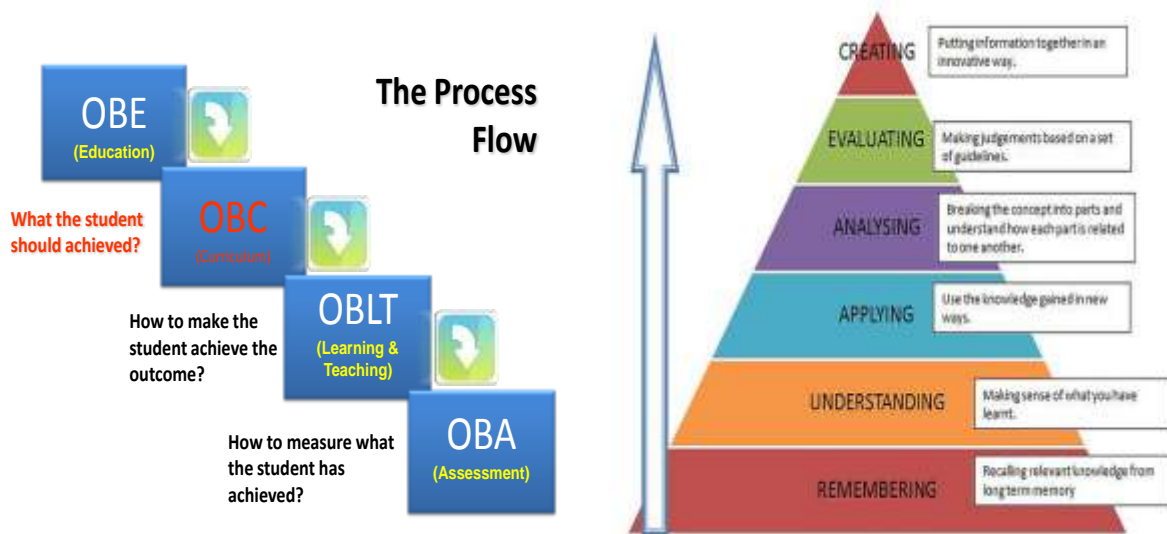 The Process
Flow
OBE
(Education)
What the student
should achieved?
OBC
(Curriculum)
How to make the
student achieve the
outcome?
OBLT
(Learning &
Teaching)
How to measure what
the student has
achieved?
OBA
(Assessment)
CREATING
Putting information together in an
innovative way.
EVALUATING
Making judgements based on a set
of guidelines.
ANALYSING
Breaking the concept into parts and
understand how each part is related
to one another.
APPLYING
Use the knowledge gained in new
ways.
UNDERSTANDING
Making sense of what you have
learnt.
REMEMBERING
Recalling relevant knowledge from
long term memory